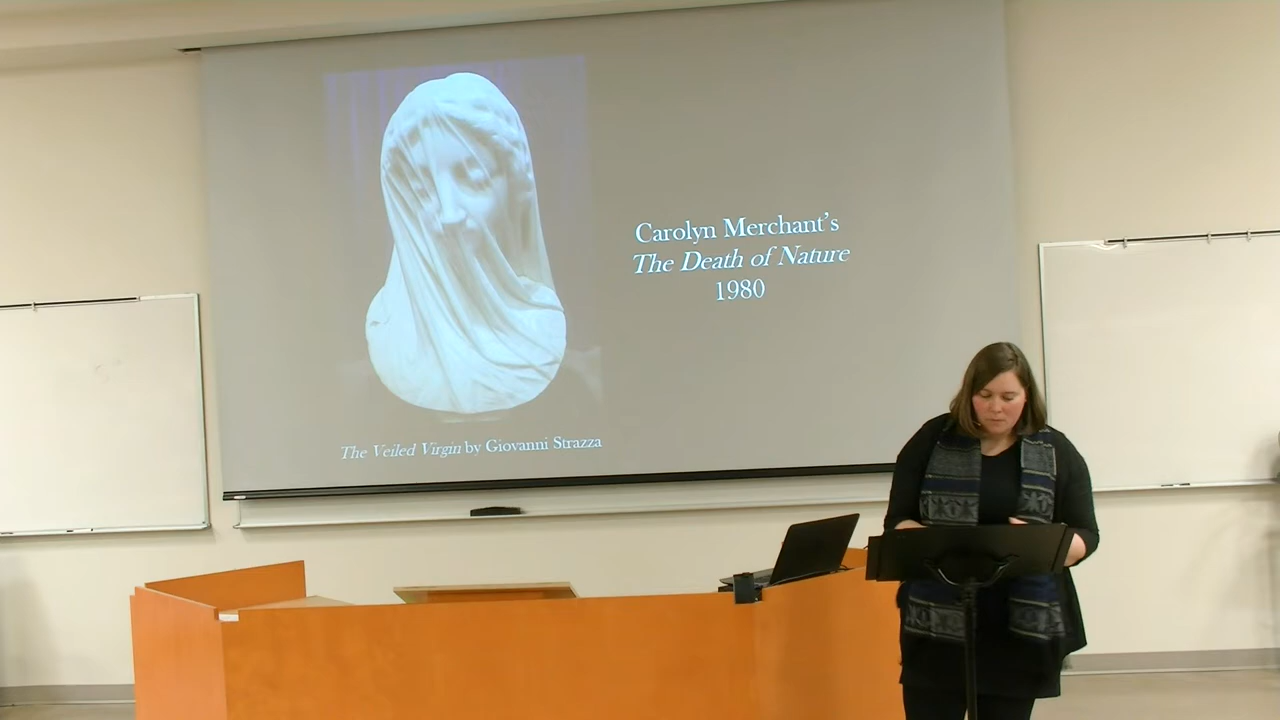 Carolyn Merchant's
The Death of Nature
1980
The Veiled Virgin by Giovanni Strazza